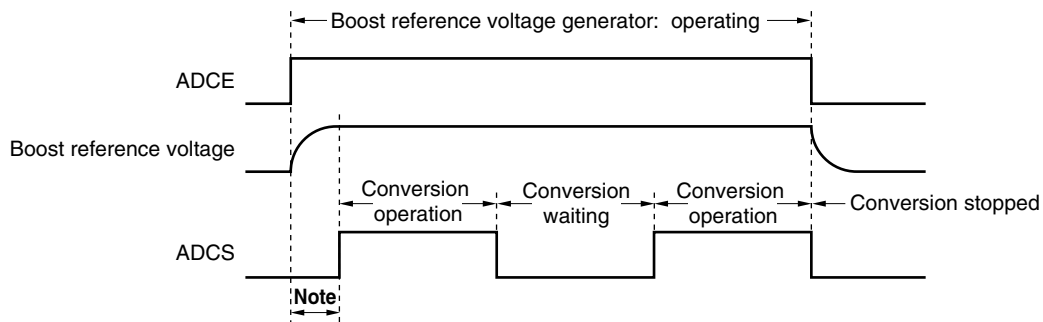 Boost reference voltage generator: operating
ADCE
Boost reference voltage
Conversion
operation
Conversion
waiting
Conversion
operation
Conversion stopped
ADCS
Note